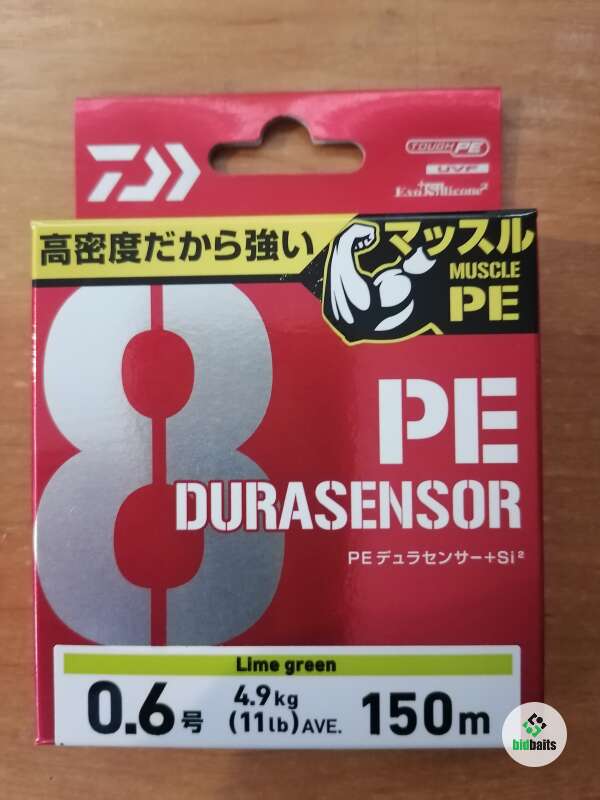 TOUGH PE
UVF
Evo Silicone²
高密度だから強い
マッスル
MUSCLE
PE
8
PE
DURASENSOR
PEデュラセンサー+Si²
Lime green
0.6号
4.9kg
(11lb) AVE.
150m
bidbaits